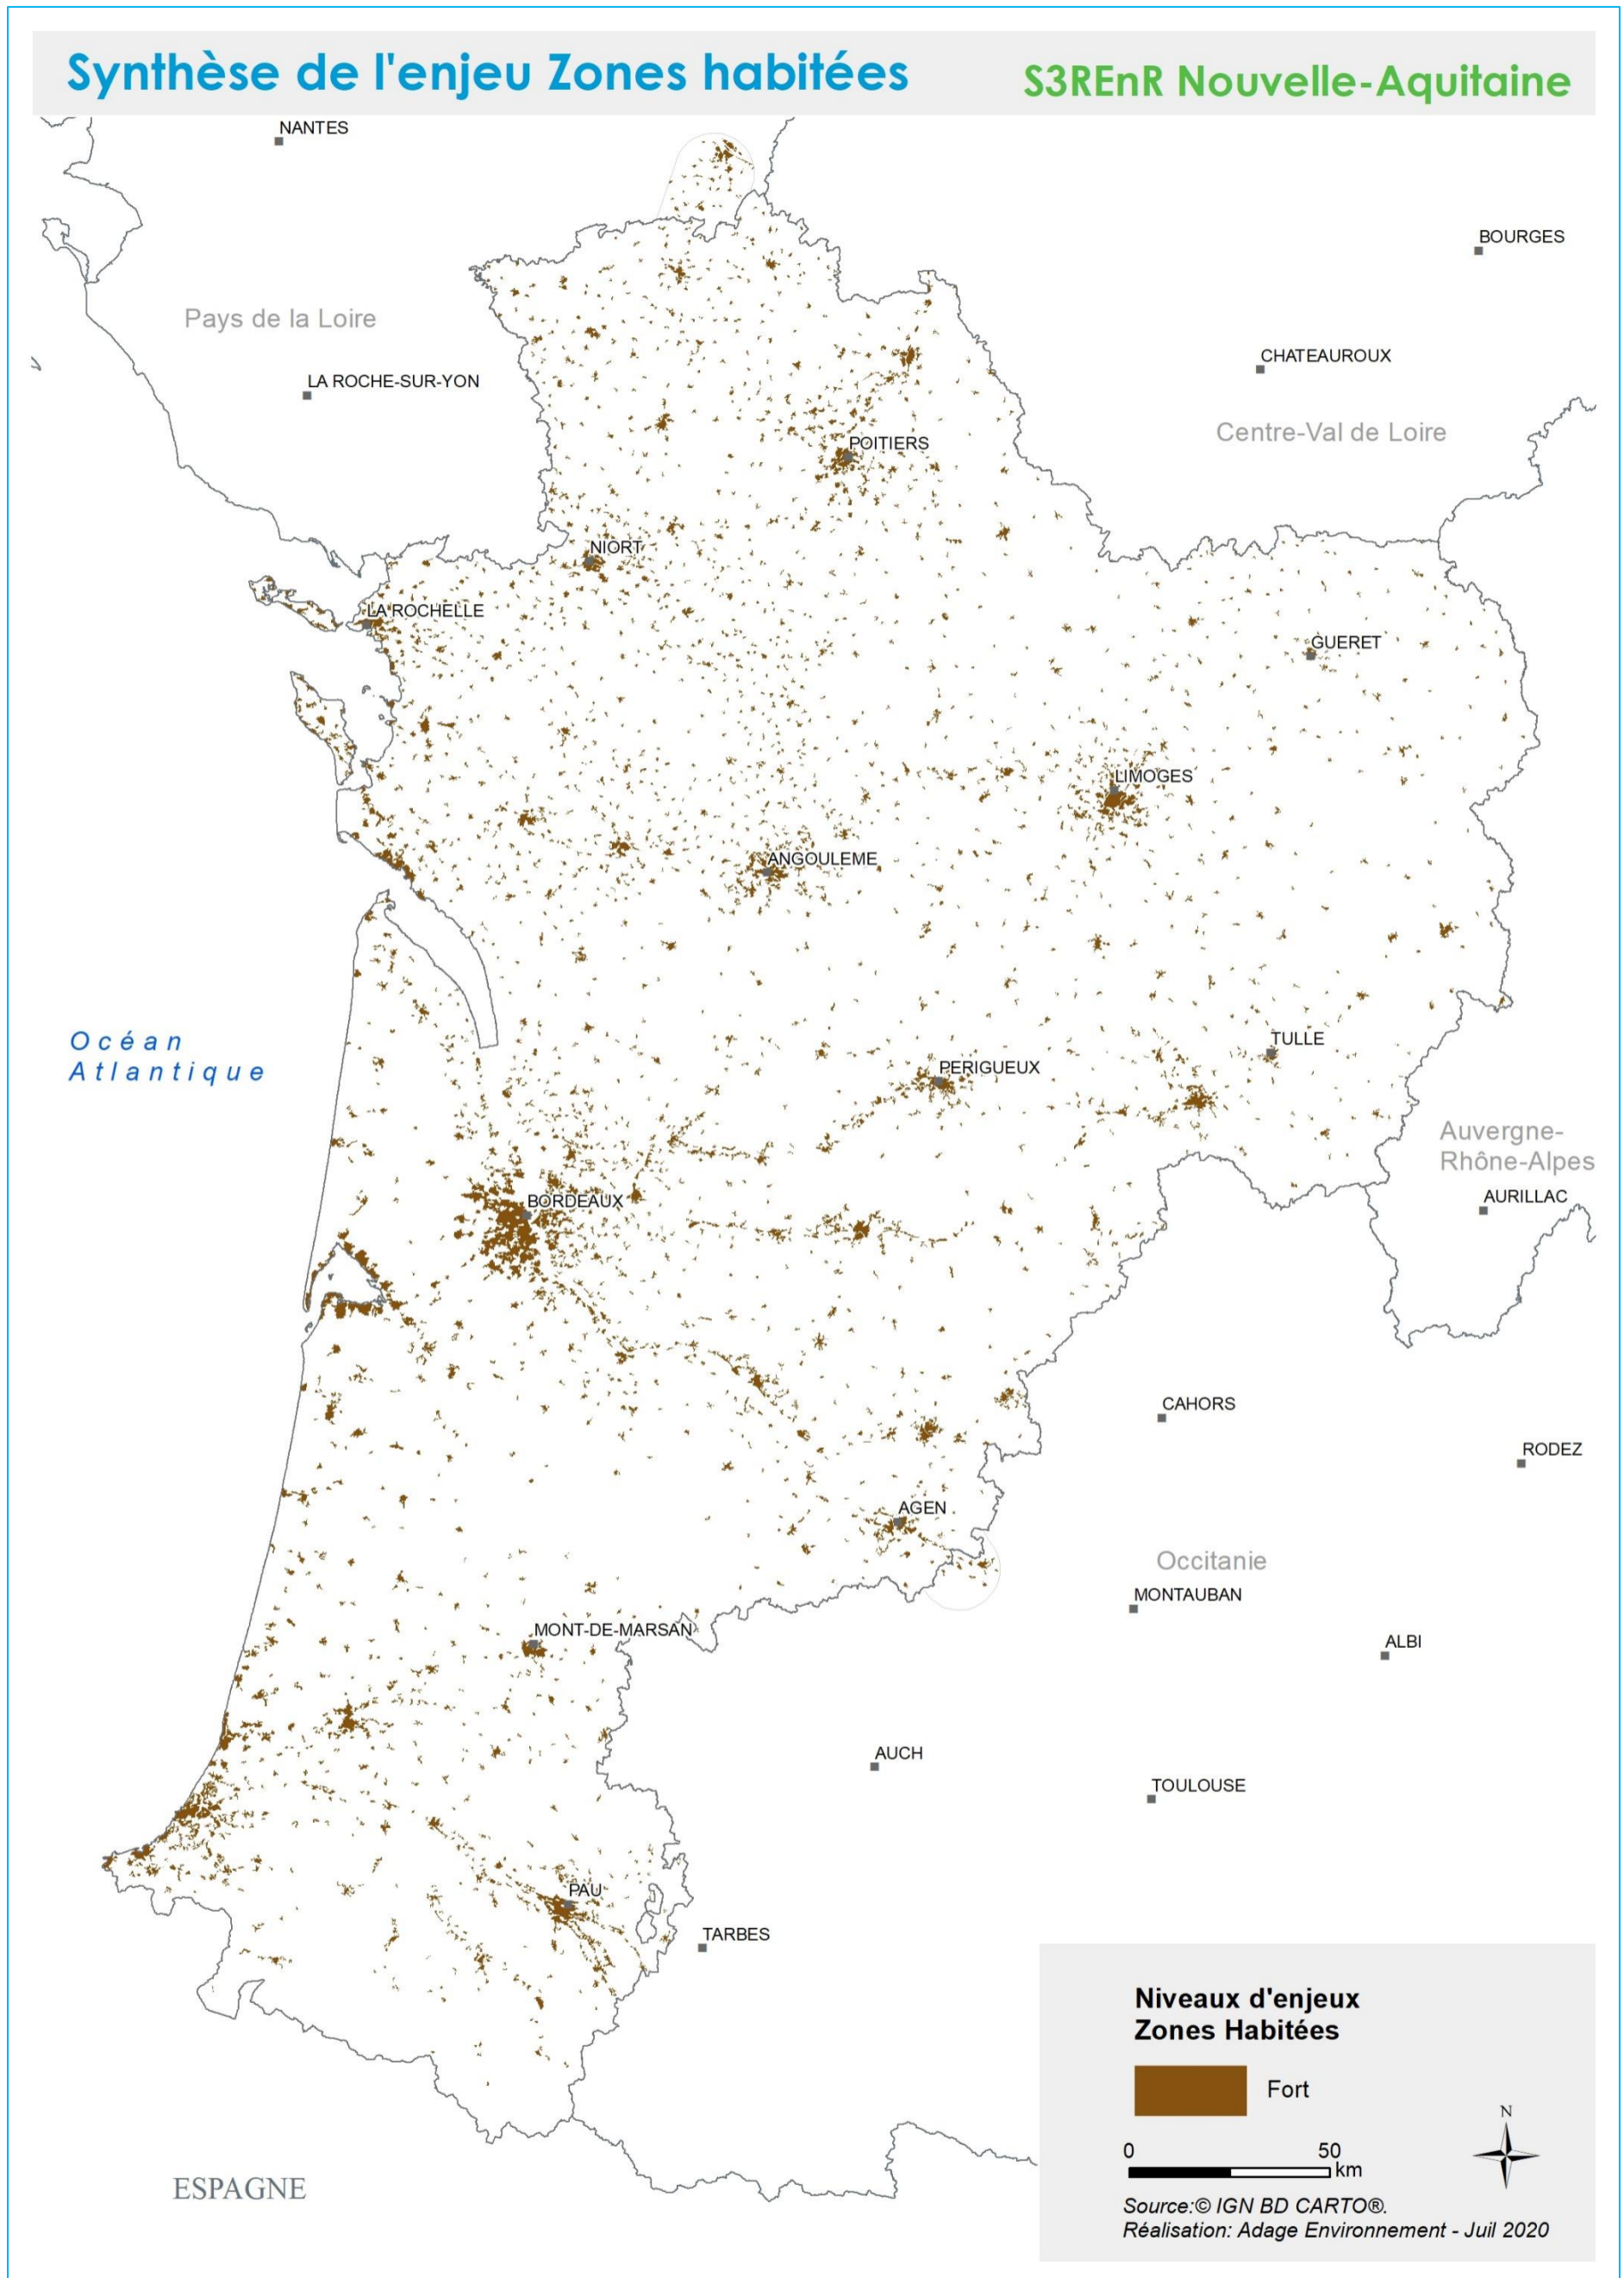 Synthèse de l'enjeu Zones habitées
S3REnR Nouvelle-Aquitaine
NANTES
BOURGES
Pays de la Loire
CHATEAUROUX
LA ROCHE-SUR-YON
Centre-Val de Loire
POITIERS
NIORT
LA ROCHELLE
GUERET
LIMOGES
ANGOULEME
Océan
Atlantique
TULLE
PERIGUEUX
Auvergne-
Rhône-Alpes
AURILLAC
BORDEAUX
CAHORS
RODEZ
AGEN
Occitanie
MONTAUBAN
MONT-DE-MARSAN
ALBI
AUCH
TOULOUSE
PAU
TARBES
ESPAGNE
Niveaux d'enjeux
Zones Habitées
Fort
N
0 50
km
Source:© IGN BD CARTO®.
Réalisation: Adage Environnement - Juil 2020